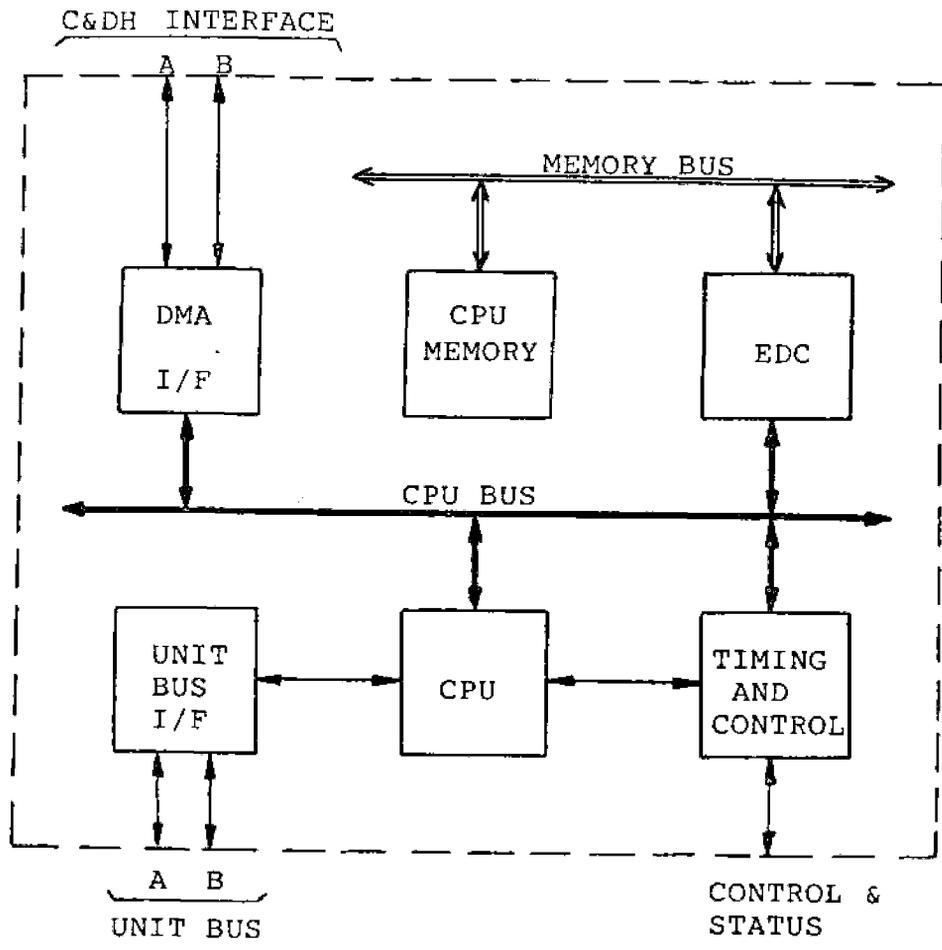 C&DH INTERFACE
A B
MEMORY BUS
DMA
I/F
CPU
MEMORY
EDC
CPU BUS
UNIT
BUS
I/F
CPU
TIMING
AND
CONTROL
A B
UNIT BUS
CONTROL &
STATUS